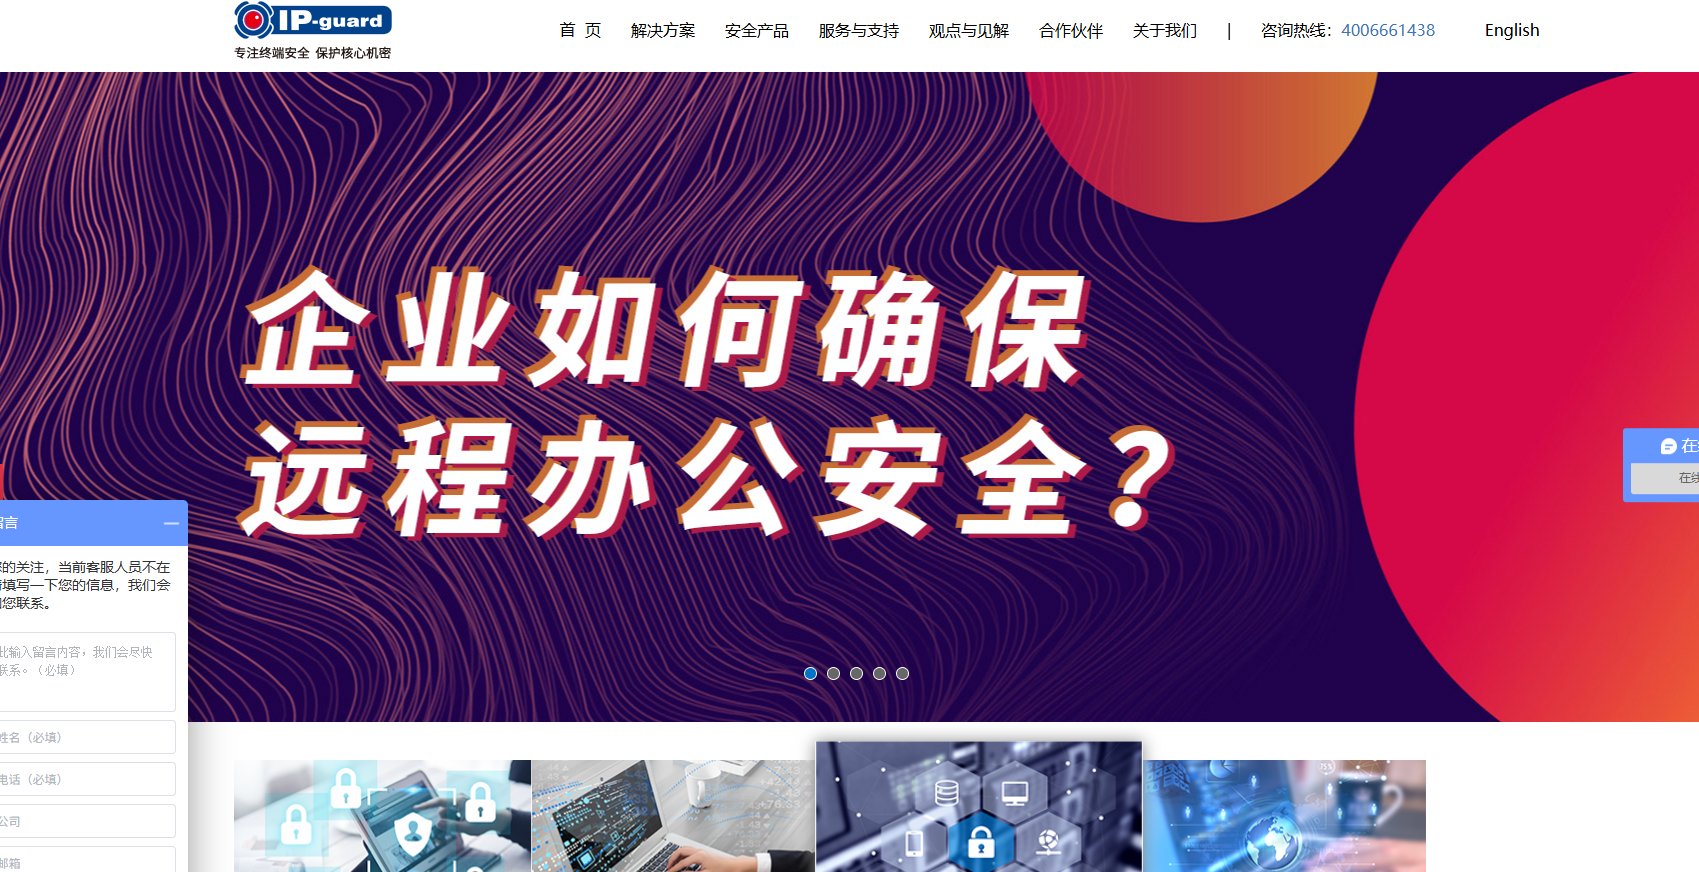 IP-guard
专注终端安全 保护核心机密
首 页 解决方案 安全产品 服务与支持 观点与见解 合作伙伴 关于我们 | 咨询热线：4006661438 English
企业如何确保
远程办公安全？
在
在线
留言
您的关注，当前客服人员不在
请填写一下您的信息，我们会
和您联系。
此输入留言内容，我们会尽快
联系。（必填）
姓名（必填）
电话（必填）
公司
邮箱